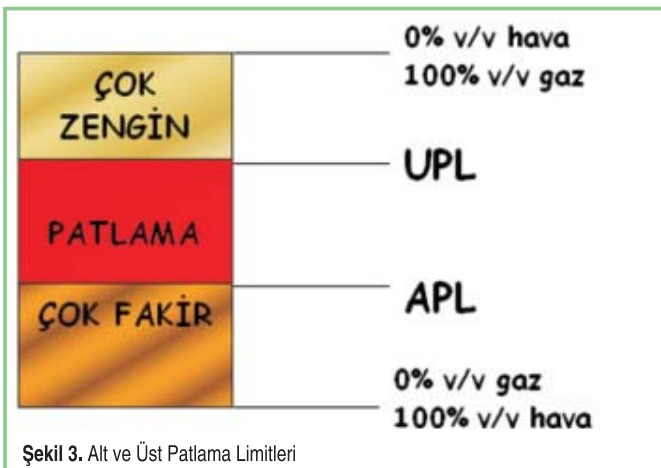 0% v/v hava
100% v/v gaz
ÇOK
ZENGİN
UPL
PATLAMA
APL
ÇOK FAKİR
0% v/v gaz
100% v/v hava
Şekil 3. Alt ve Üst Patlama Limitleri